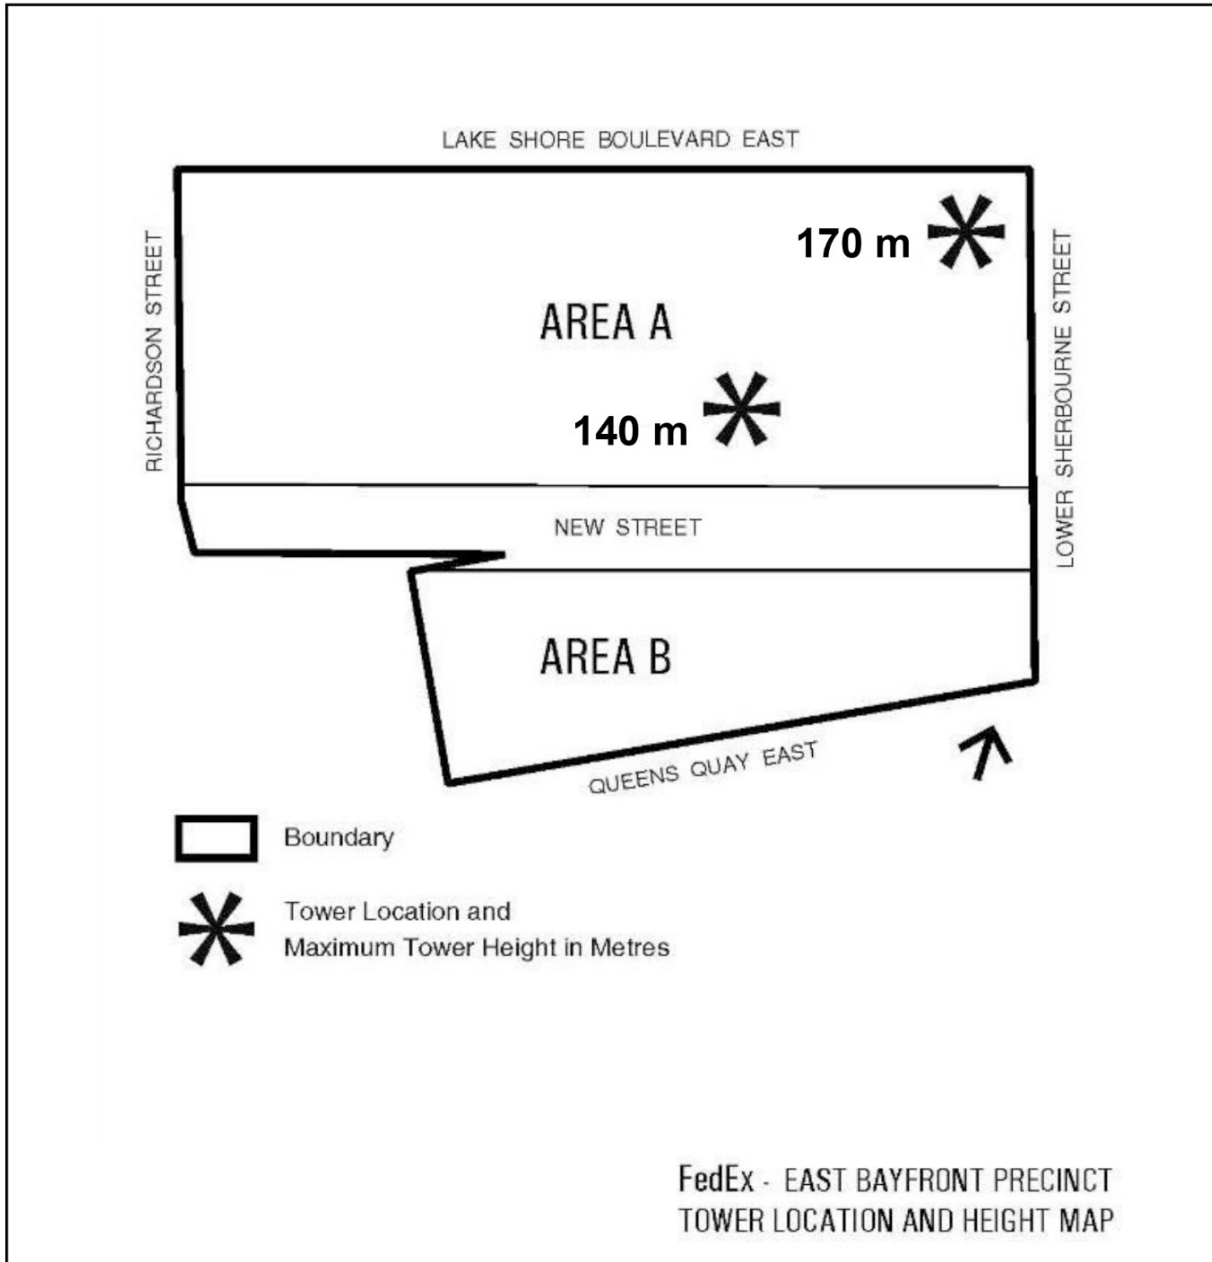 LAKE SHORE BOULEVARD EAST
170 m
RICHARDSON STREET
LOWER SHERBOURNE STREET
AREA A
140 m
NEW STREET
AREA B
QUEENS QUAY EAST
Boundary
Tower Location and
Maximum Tower Height in Metres
FedEx - EAST BAYFRONT PRECINCT
TOWER LOCATION AND HEIGHT MAP